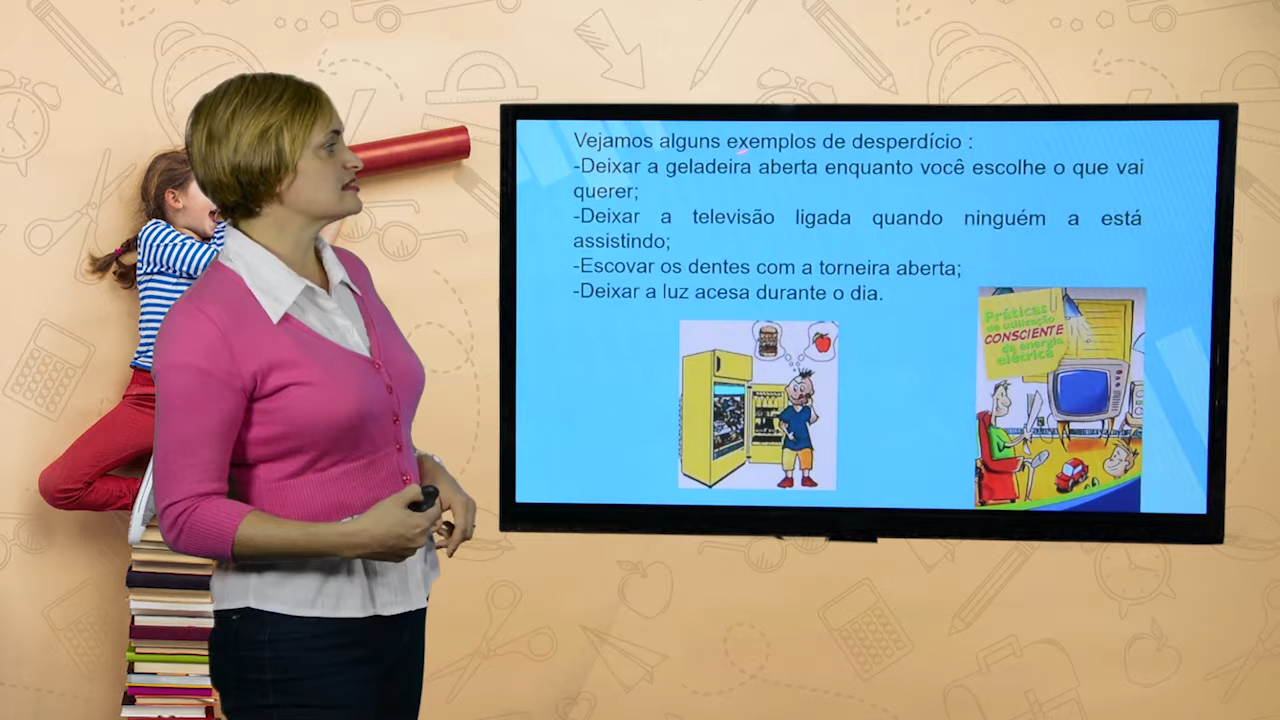 Vejamos alguns exemplos de desperdício :
-Deixar a geladeira aberta enquanto você escolhe o que vai
querer;
-Deixar a televisão ligada quando ninguém a está
assistindo;
-Escovar os dentes com a torneira aberta;
-Deixar a luz acesa durante o dia.
Práticas
de utilização
CONSCIENTE
da energia
elétrica